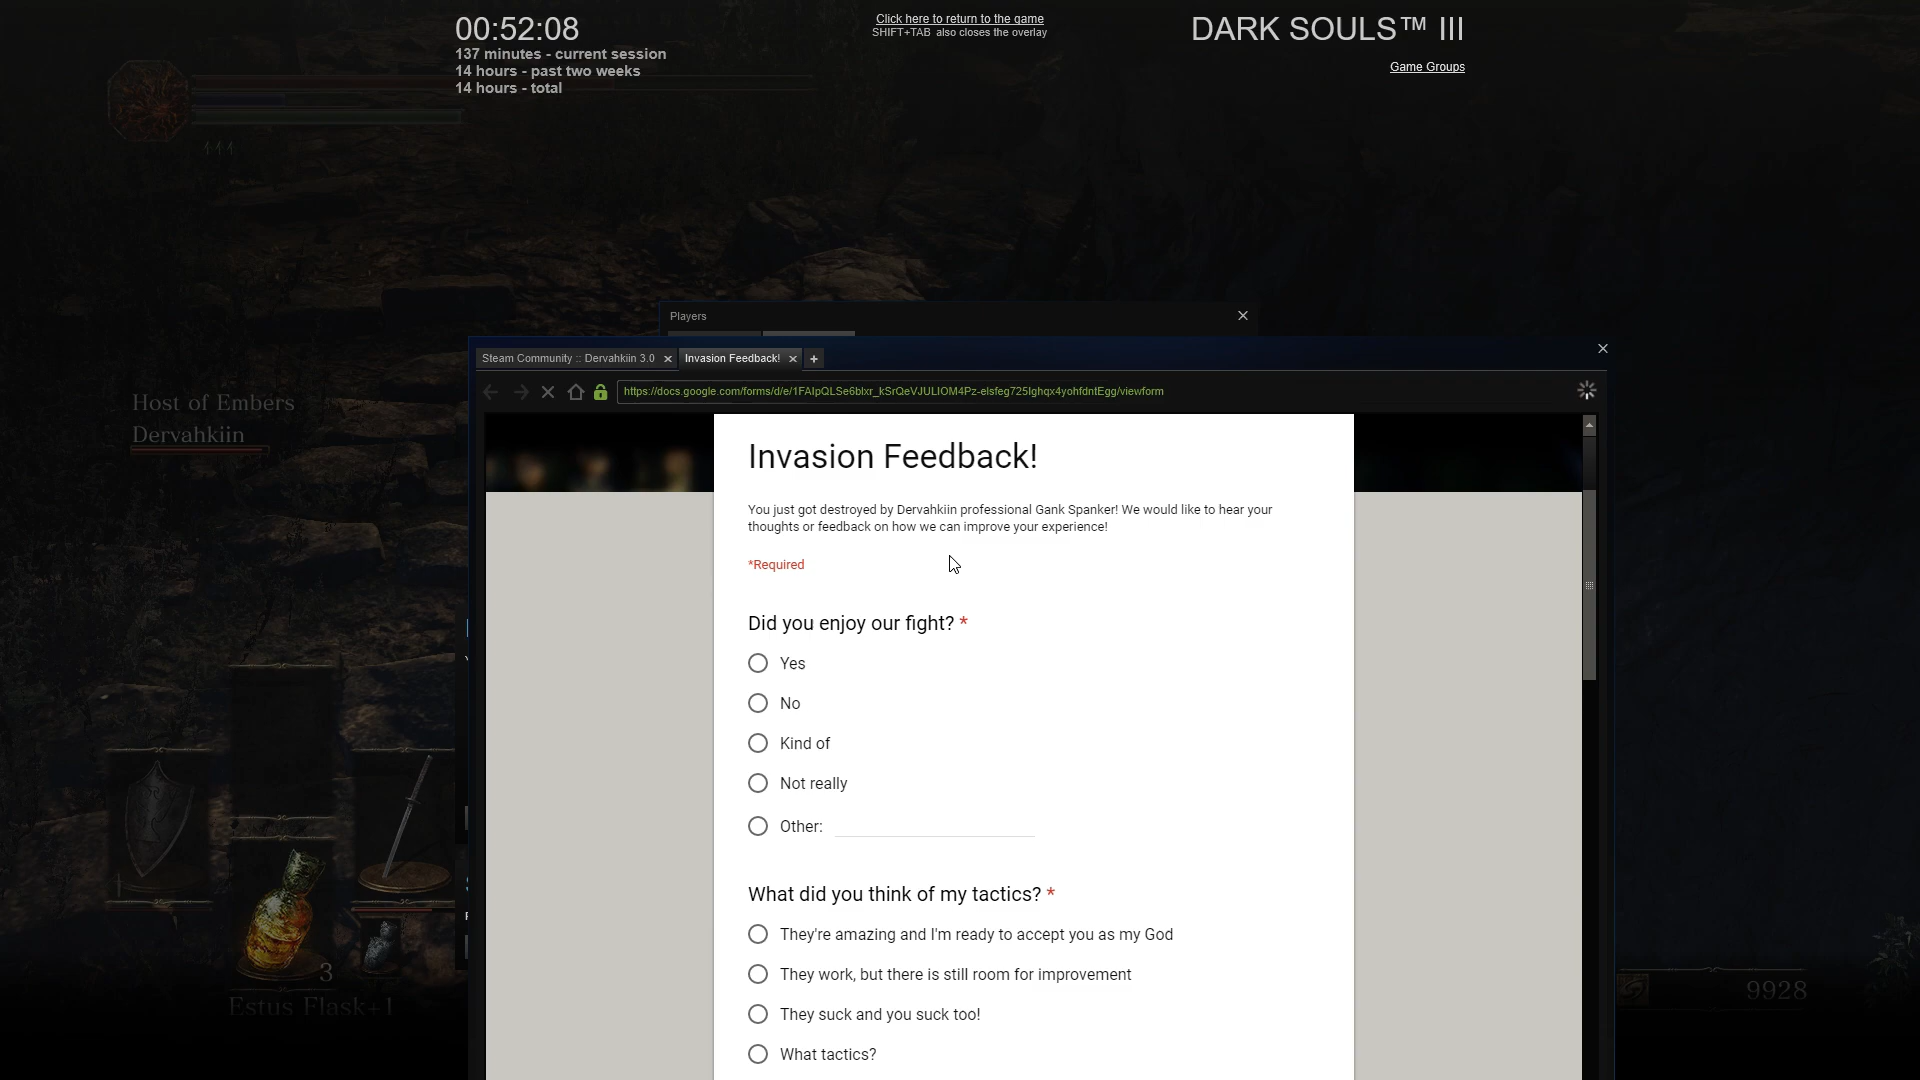 00:52:08
137 minutes - current session
14 hours - past two weeks
14 hours - total
Click here to return to the game
SHIFT+TAB also closes the overlay
DARK SOULS™ III
Game Groups
Players
Steam Community :: Dervahkiin 3.0
Invasion Feedback!
https://docs.google.com/forms/d/e/1FAIpQLSe6blxr_kSrQeVJULIOM4Pz-elsfeg725Ighqx4yohfdntEgg/viewform
Host of Embers
Dervahkiin
Invasion Feedback!
You just got destroyed by Dervahkiin professional Gank Spanker! We would like to hear your
thoughts or feedback on how we can improve your experience!
*Required
Did you enjoy our fight? *
Yes
No
Kind of
Not really
Other:
What did you think of my tactics? *
They're amazing and I'm ready to accept you as my God
They work, but there is still room for improvement
They suck and you suck too!
What tactics?
3
Estus Flask+1
9928